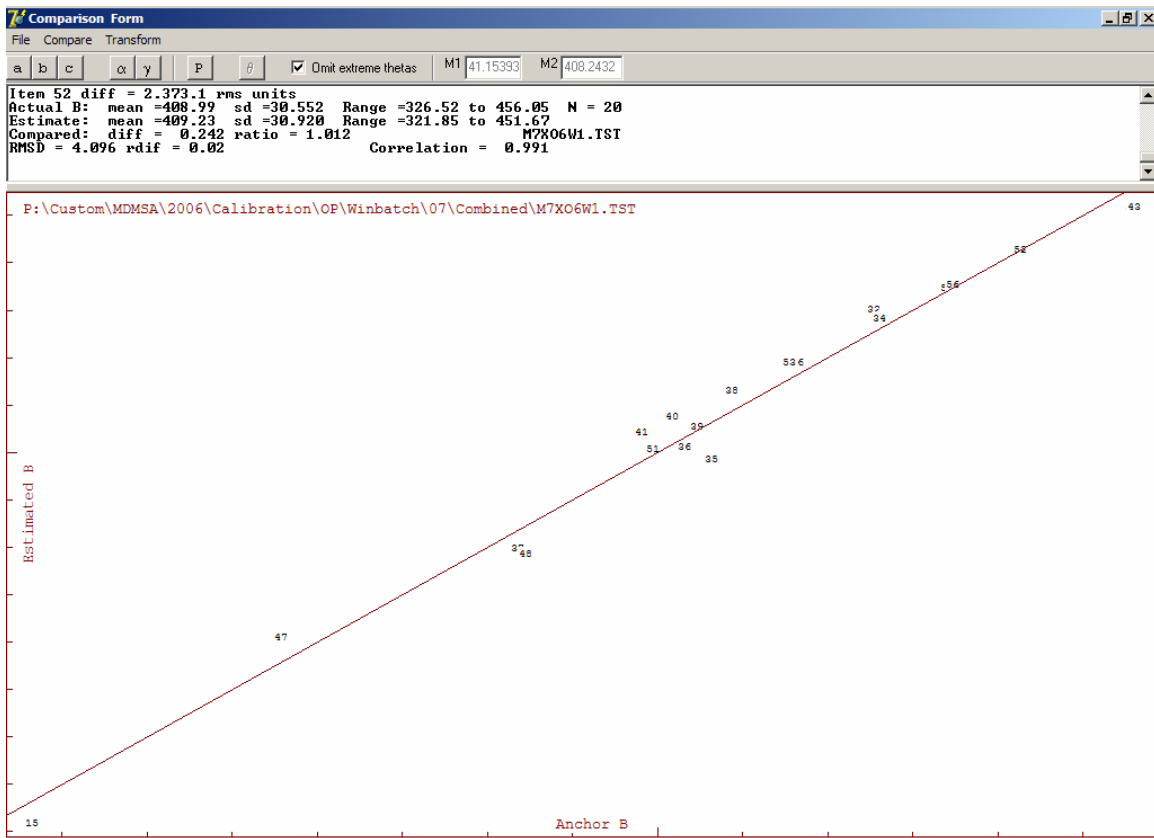 Comparison Form
File Compare Transform
a b c α γ P θ Omit extreme thetas M1 41.15393 M2 408.2432
Item 52 diff = 2.373.1 rms units
Actual B: mean =408.99 sd =30.552 Range =326.52 to 456.05 N = 20
Estimate: mean =409.23 sd =30.920 Range =321.85 to 451.67
Compared: diff = 0.242 ratio = 1.012 M7XO6W1.TST
RMSD = 4.096 rdif = 0.02 Correlation = 0.991
P:\Custom\MDMSA\2006\Calibration\OP\Winbatch\07\Combined\M7XO6W1.TST
43
52
56
32
34
536
38
40
39
41
36
51
35
Estimated B
37
48
47
15
Anchor B